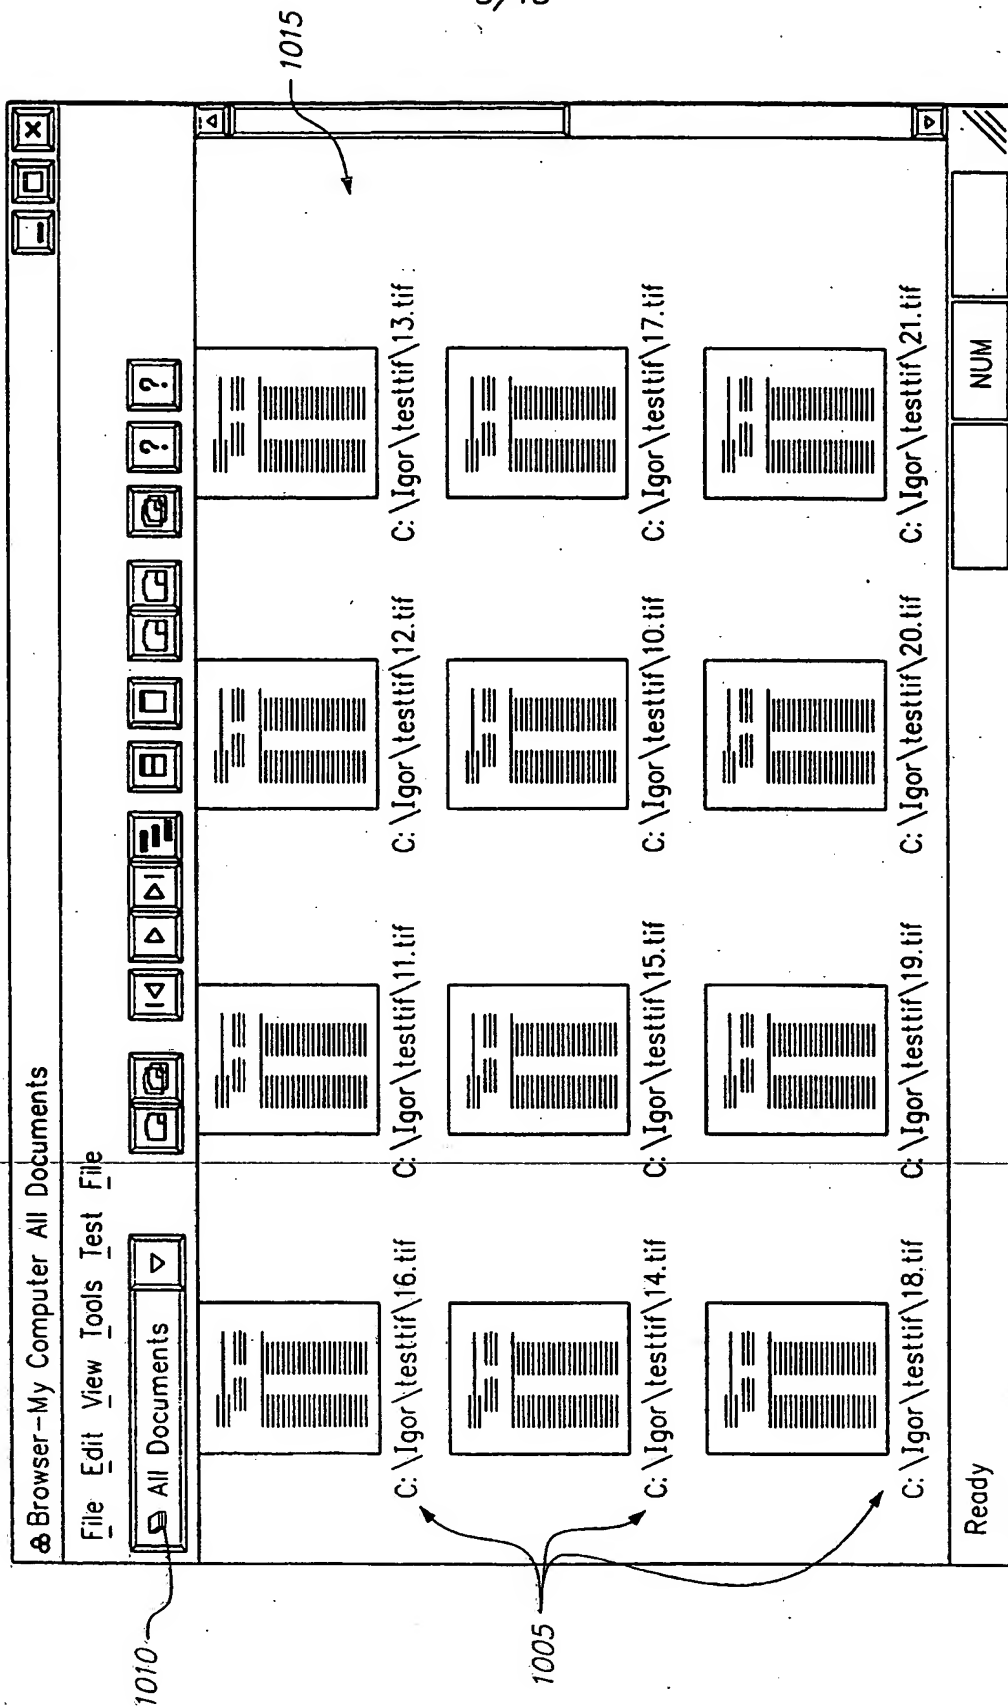 1015
Browser-My Computer All Documents
File Edit View Tools Test File
All Documents
? ?
1010
C:\Igor\testtif\16.tif C:\Igor\testtif\11.tif C:\Igor\testtif\12.tif C:\Igor\testtif\13.tif
C:\Igor\testtif\14.tif C:\Igor\testtif\15.tif C:\Igor\testtif\10.tif C:\Igor\testtif\17.tif
1005
C:\Igor\testtif\18.tif C:\Igor\testtif\19.tif C:\Igor\testtif\20.tif C:\Igor\testtif\21.tif
Ready NUM